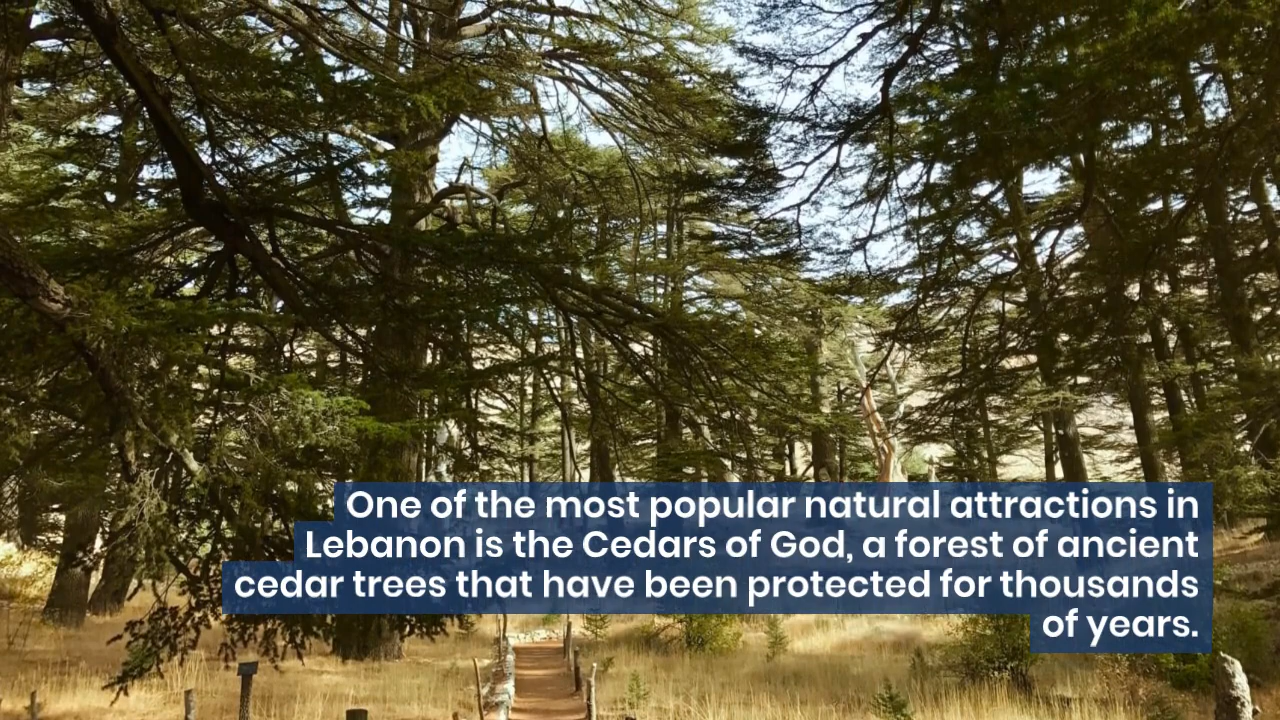 One of the most popular natural attractions in
Lebanon is the Cedars of God, a forest of ancient
cedar trees that have been protected for thousands
of years.